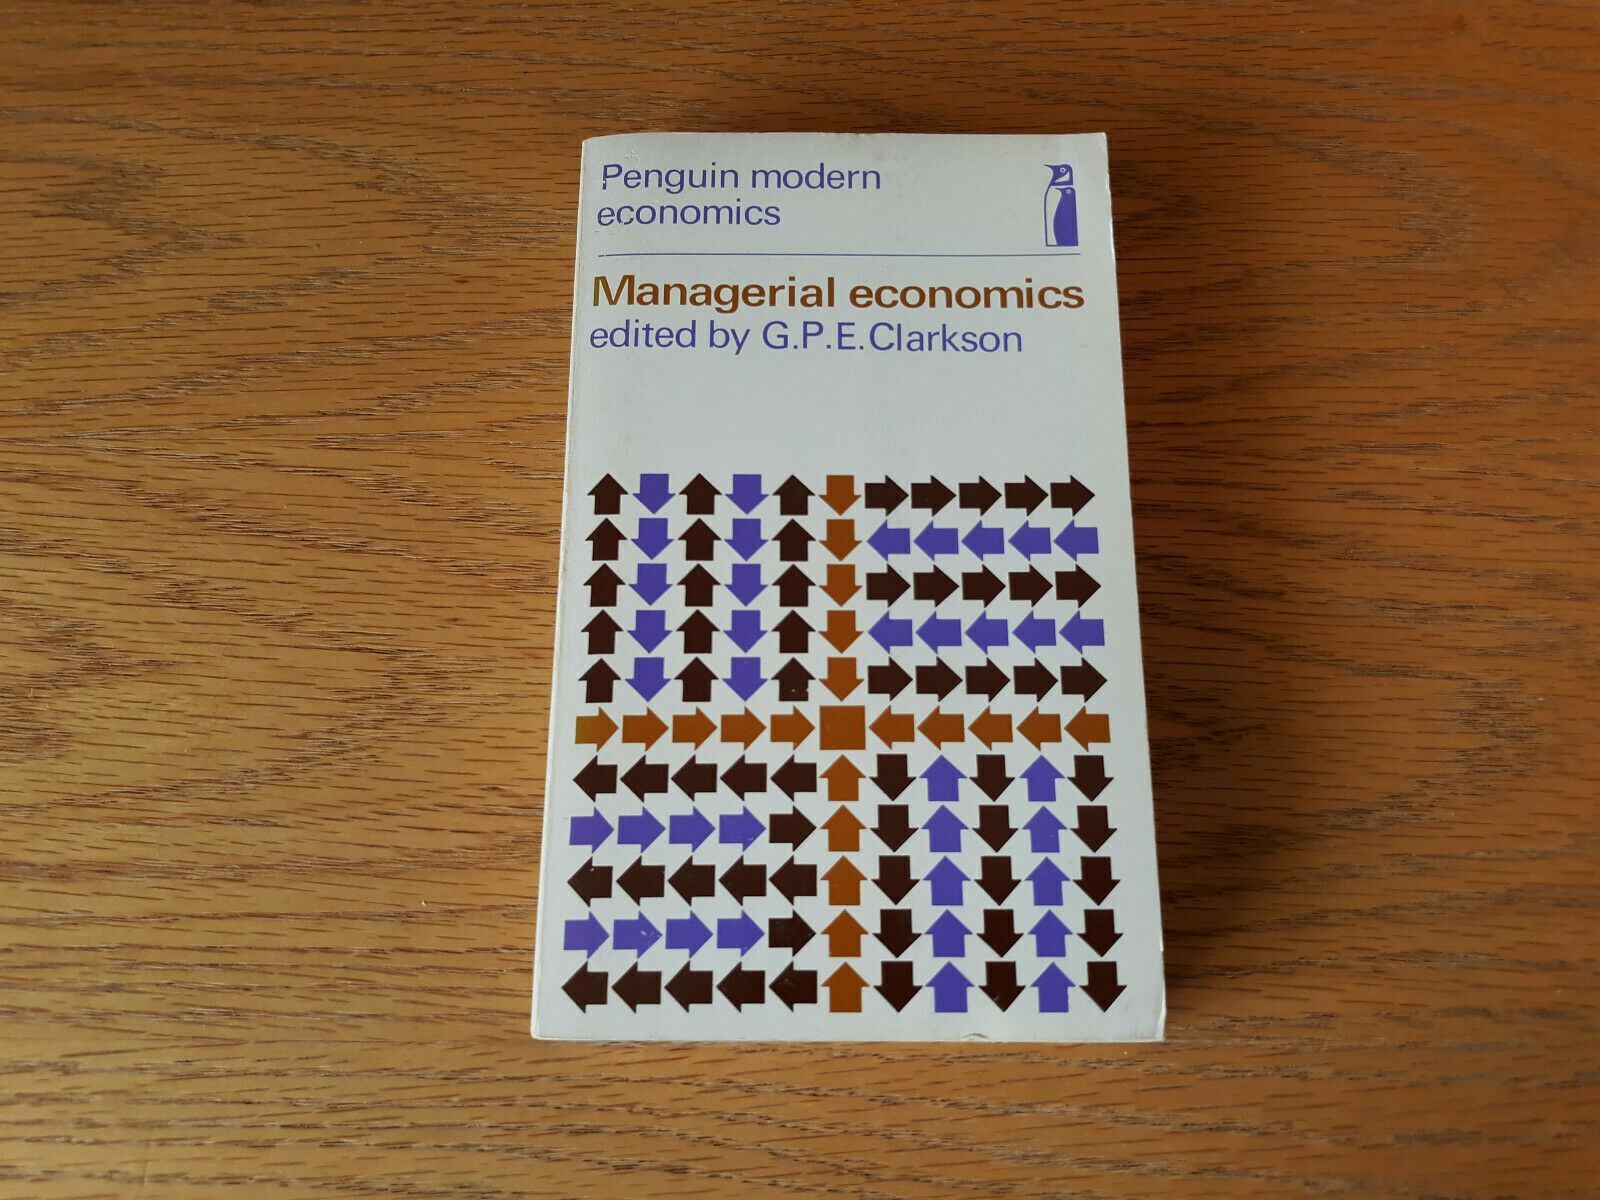 Penguin modern
economics
Managerial economics
edited by G.P.E.Clarkson